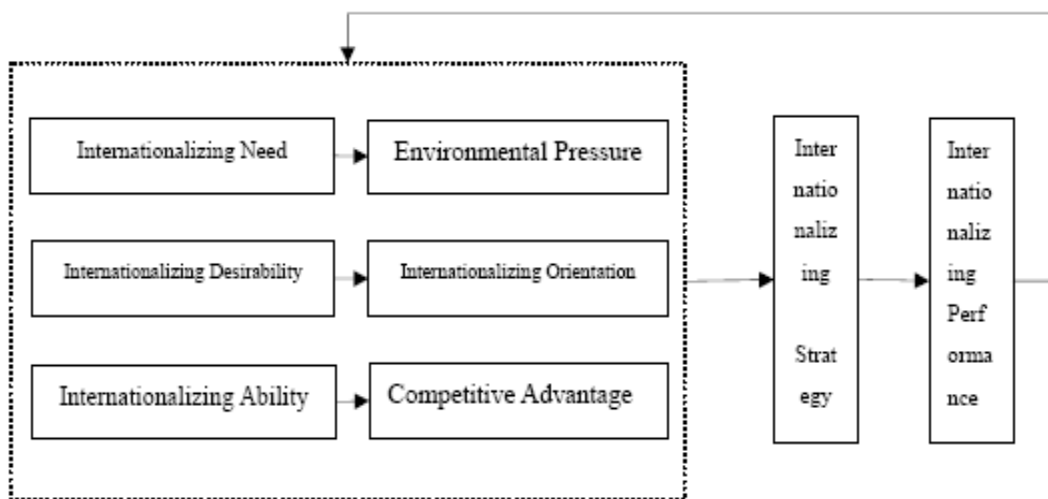 Internationalizing Need
Environmental Pressure
Internationalizing Desirability
Internationalizing Orientation
Internationalizing Ability
Competitive Advantage
Inter
natio
naliz
ing
Strat
egy
Inter
natio
naliz
ing
Perf
orma
nce